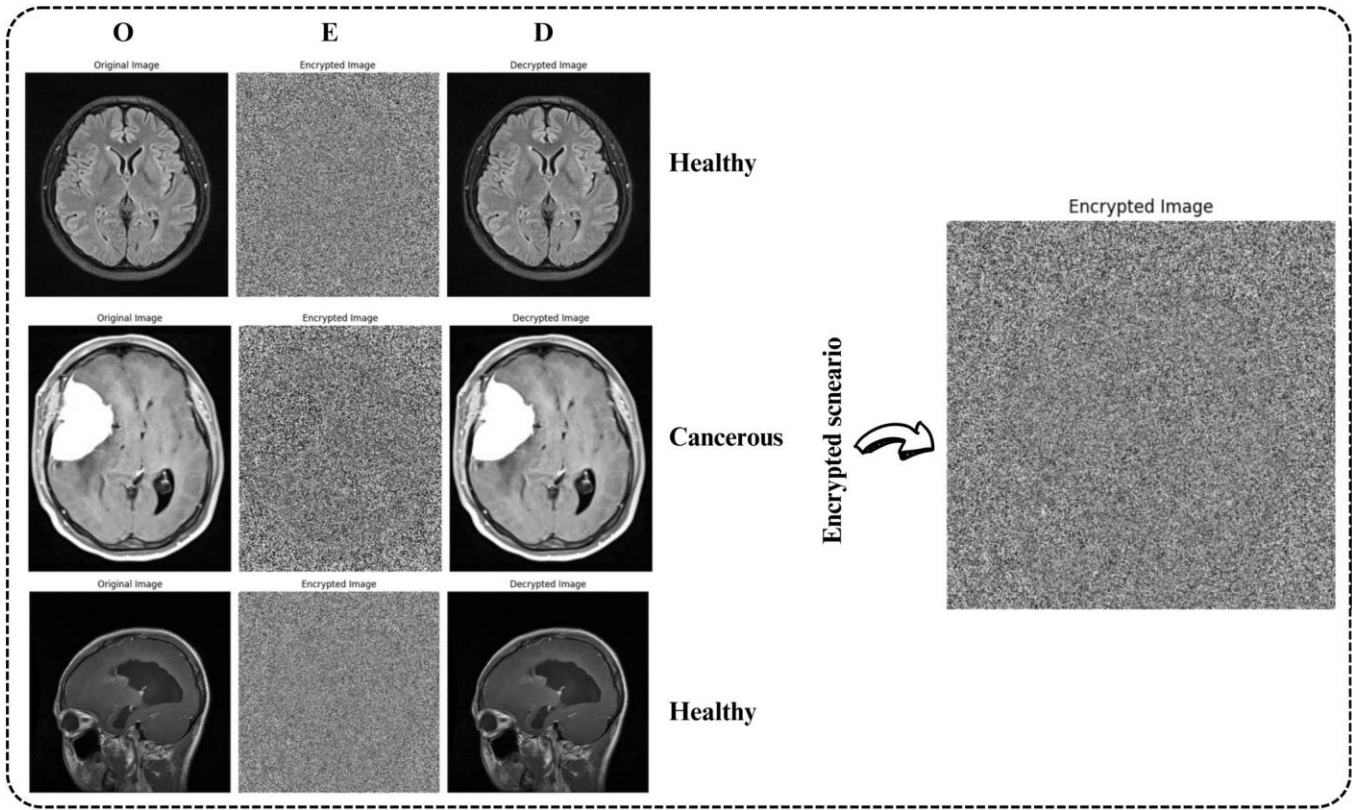 O E D
Original Image Encrypted Image Decrypted Image
Healthy
Original Image Encrypted Image Decrypted Image
Cancerous
Original Image Encrypted Image Decrypted Image
Healthy
Encrypted scneario
Encrypted Image